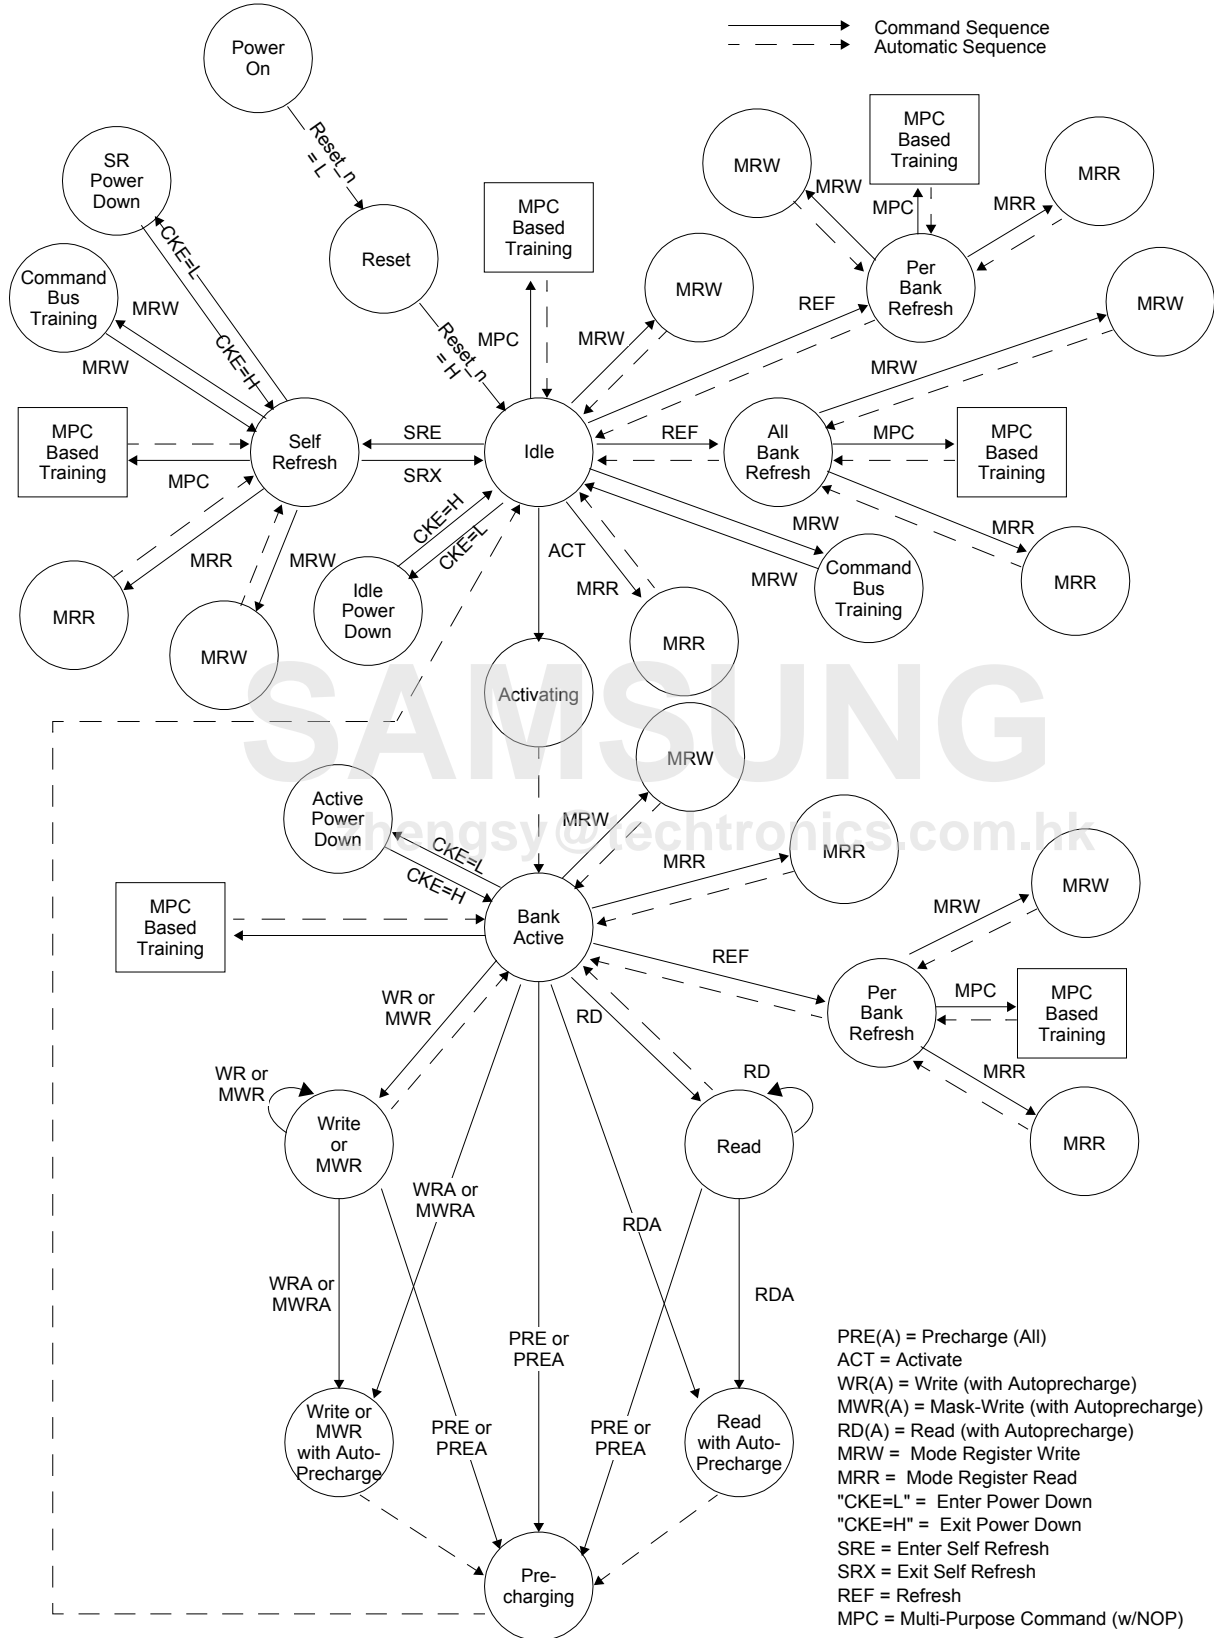 Command Sequence
Automatic Sequence
Power
On
Reset_n
= L
SR
Power
Down
MPC
Based
Training
MRW
MPC
Based
Training
MRR
MRW
MPC
MRR
Reset
Per
Bank
Refresh
Command
Bus
Training
MRW
CKE=L
MRW
MRW
REF
Reset_n
= H
MPC
MRW
MRW
CKE=H
MRW
MPC
Based
Training
Self
Refresh
SRE
SRX
Idle
REF
All
Bank
Refresh
MPC
MPC
Based
Training
MPC
CKE=H
CKE=L
MRW
MRR
MRR
MRW
ACT
MRR
MRW
Command
Bus
Training
MRR
MRR
MRW
Idle
Power
Down
MRR
Activating
SAMSUNG
MRW
Active
Power
Down
zhengsy@techtronics.com.hk
MRW
MRR
MRR
CKE=L
CKE=H
MPC
Based
Training
Bank
Active
MRW
MRW
REF
Per
Bank
Refresh
MPC
MPC
Based
Training
WR or
MWR
RD
MRR
MRR
WR or
MWR
RD
Write
or
MWR
Read
WRA or
MWRA
RDA
WRA or
MWRA
RDA
PRE or
PREA
Write or
MWR
with Auto-
Precharge
PRE or
PREA
PRE or
PREA
Read
with Auto-
Precharge
Pre-
charging
PRE(A) = Precharge (All)
ACT = Activate
WR(A) = Write (with Autoprecharge)
MWR(A) = Mask-Write (with Autoprecharge)
RD(A) = Read (with Autoprecharge)
MRW = Mode Register Write
MRR = Mode Register Read
"CKE=L" = Enter Power Down
"CKE=H" = Exit Power Down
SRE = Enter Self Refresh
SRX = Exit Self Refresh
REF = Refresh
MPC = Multi-Purpose Command (w/NOP)